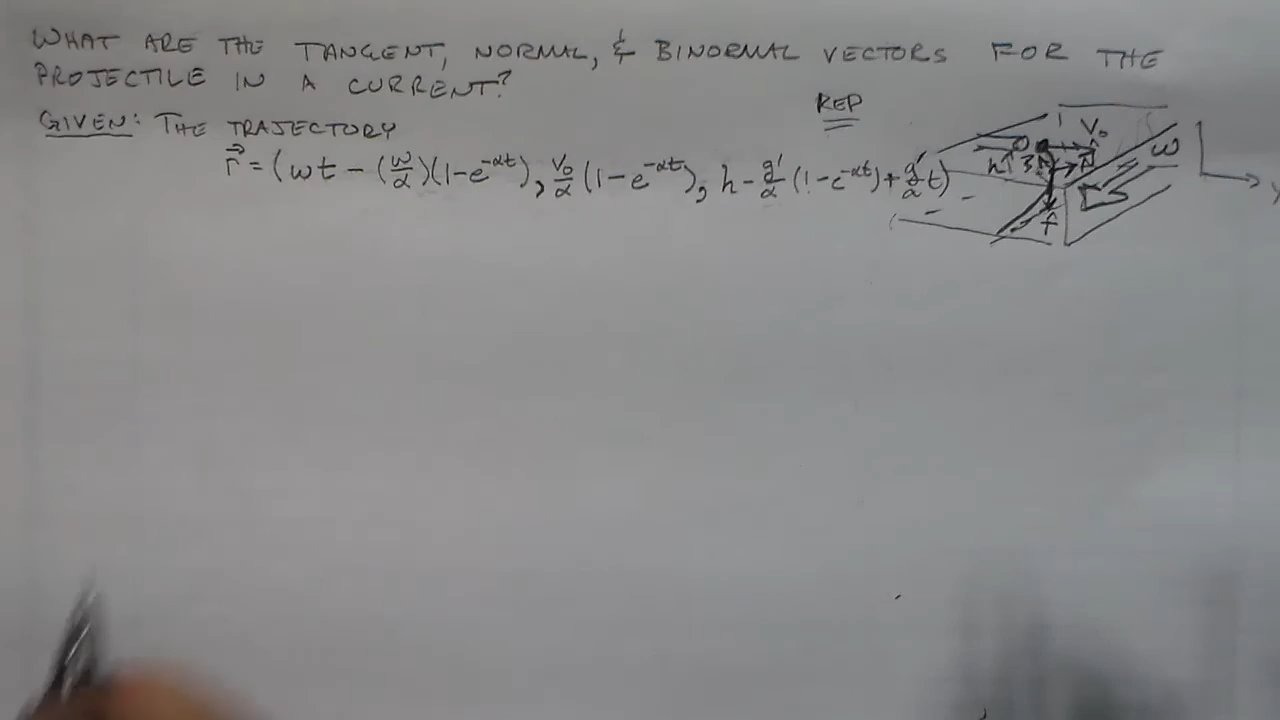 WHAT ARE THE TANGENT, NORMAL, & BINORMAL VECTORS FOR THE
PROJECTILE IN A CURRENT?
REP
GIVEN: THE TRAJECTORY
r⃗ = (wt − (w/α)(1−e^{−αt}), v₀/α (1−e^{−αt}), h − g'/α (1−e^{−αt}) + g'/α t)
V₀
h
w